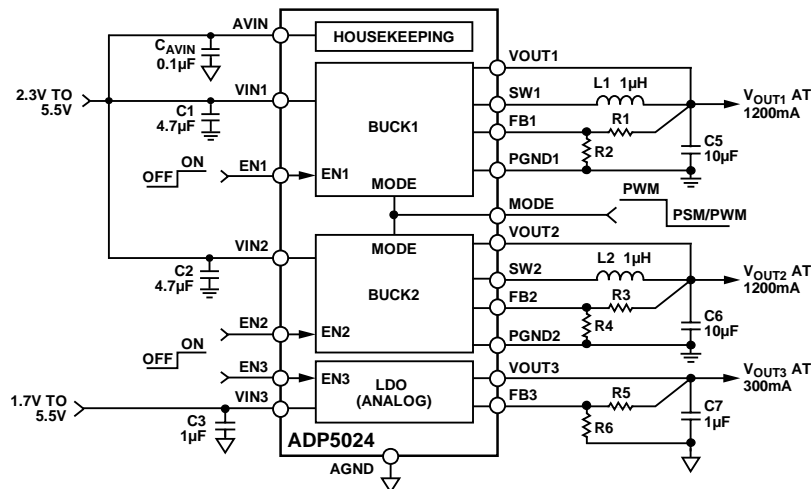 AVIN
HOUSEKEEPING
CAVIN
0.1µF
2.3V TO
5.5V
VIN1
C1
4.7µF
BUCK1
VOUT1
L1 1µH
SW1
VOUT1 AT
1200mA
FB1
R1
R2
C5
10µF
ON
OFF
EN1
EN1
PGND1
MODE
MODE
PWM
PSM/PWM
VIN2
MODE
VOUT2
C2
4.7µF
BUCK2
L2 1µH
SW2
VOUT2 AT
1200mA
FB2
R3
R4
C6
10µF
EN2
EN2
ON
OFF
PGND2
EN3
EN3
VOUT3
VOUT3 AT
300mA
LDO
(ANALOG)
1.7V TO
5.5V
VIN3
FB3
R5
R6
C7
1µF
C3
1µF
ADP5024
AGND